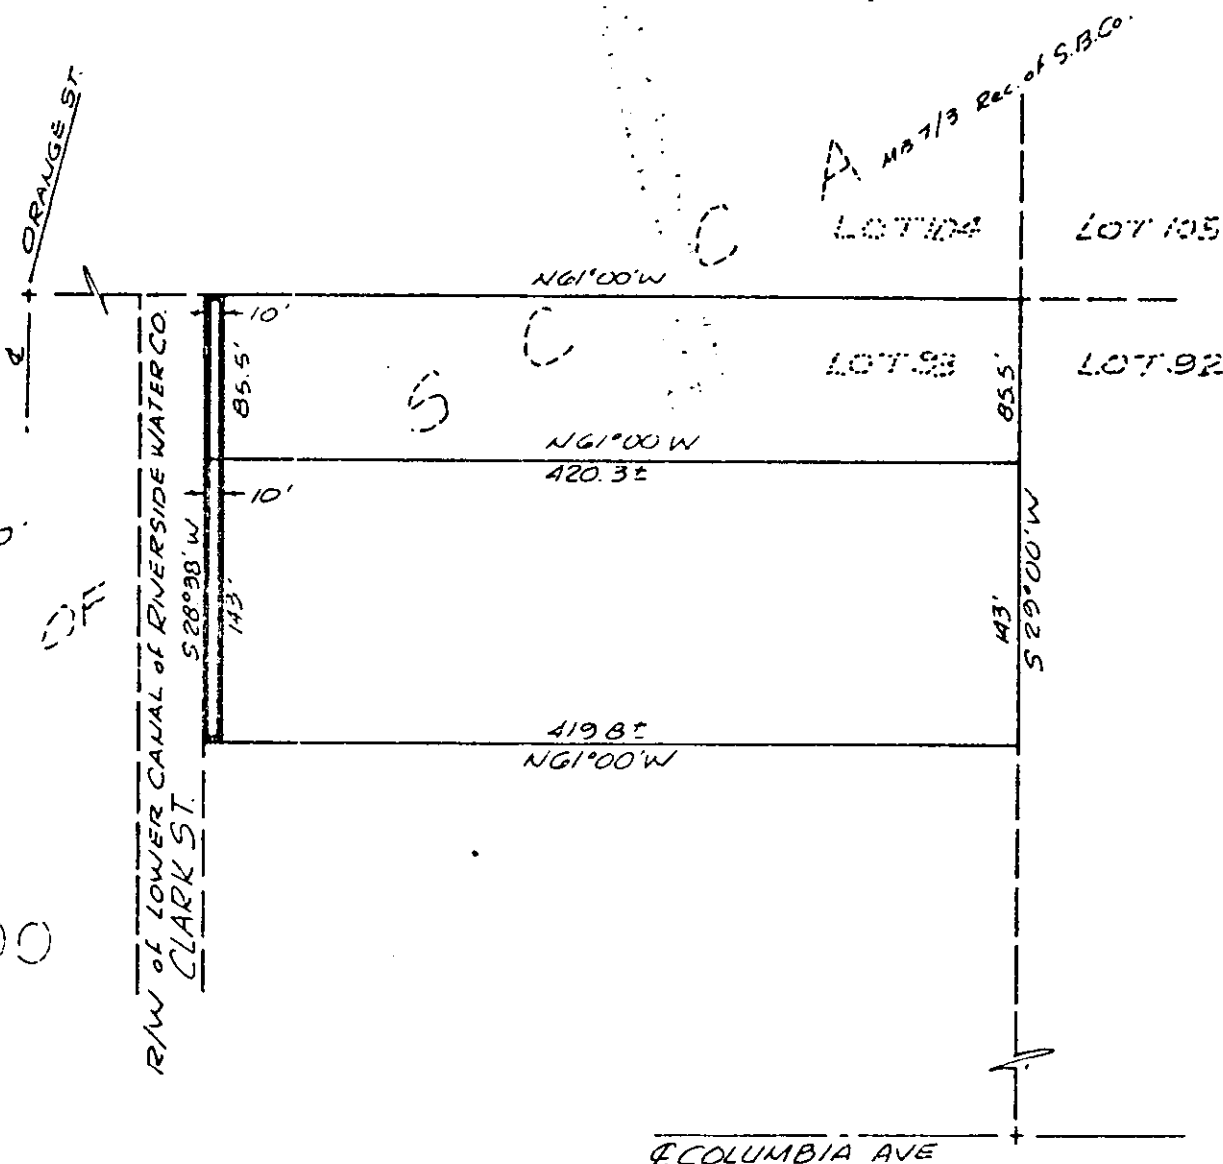 ORANGE ST.
A
MB 7/3 Rec. of S.B.Co.
LOT 104
LOT 105
C
N61°00'W
10'
C
85.5'
LOT 93
85.5'
LOT 92
S
N61°00'W
420.3±
10'
OF
S28°38'W
143'
143'
S29°00'W
419.8±
N61°00'W
R/W of LOWER CANAL of RIVERSIDE WATER CO.
CLARK ST.
℄
℄ COLUMBIA AVE